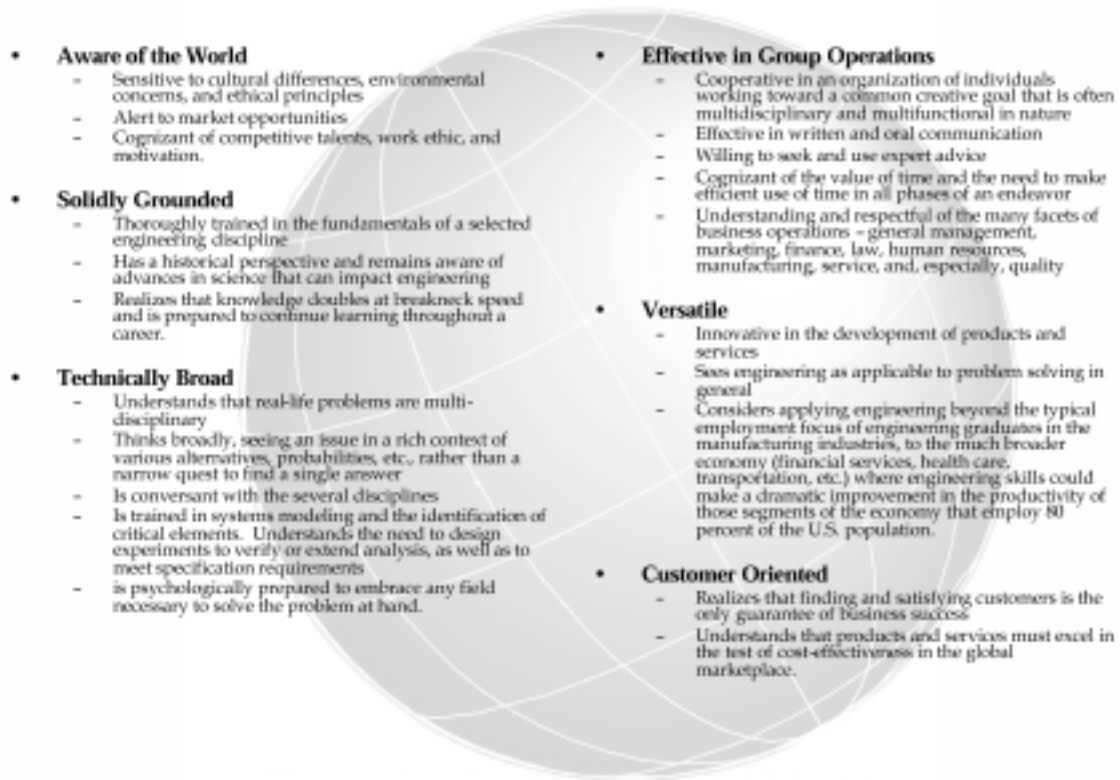 • Aware of the World
– Sensitive to cultural differences, environmental
concerns, and ethical principles
– Alert to market opportunities
– Cognizant of competitive talents, work ethic, and
motivation.
• Solidly Grounded
– Thoroughly trained in the fundamentals of a selected
engineering discipline
– Has a historical perspective and remains aware of
advances in science that can impact engineering
– Realizes that knowledge doubles at breakneck speed
and is prepared to continue learning throughout a
career.
• Technically Broad
– Understands that real-life problems are multi-
disciplinary
– Thinks broadly, seeing an issue in a rich context of
various alternatives, probabilities, etc., rather than a
narrow quest to find a single answer
– Is conversant with the several disciplines
– Is trained in systems modeling and the identification of
critical elements. Understands the need to design
experiments to verify or extend analysis, as well as to
meet specification requirements
– is psychologically prepared to embrace any field
necessary to solve the problem at hand.
• Effective in Group Operations
– Cooperative in an organization of individuals
working toward a common creative goal that is often
multidisciplinary and multifunctional in nature
– Effective in written and oral communication
– Willing to seek and use expert advice
– Cognizant of the value of time and the need to make
efficient use of time in all phases of an endeavor
– Understanding and respectful of the many facets of
business operations – general management,
marketing, finance, law, human resources,
manufacturing, service, and, especially, quality
• Versatile
– Innovative in the development of products and
services
– Sees engineering as applicable to problem solving in
general
– Considers applying engineering beyond the typical
employment focus of engineering graduates in the
manufacturing industries, to the much broader
economy (financial services, health care,
transportation, etc.) where engineering skills could
make a dramatic improvement in the productivity of
those segments of the economy that employ 80
percent of the U.S. population.
• Customer Oriented
– Realizes that finding and satisfying customers is the
only guarantee of business success
– Understands that products and services must excel in
the test of cost-effectiveness in the global
marketplace.